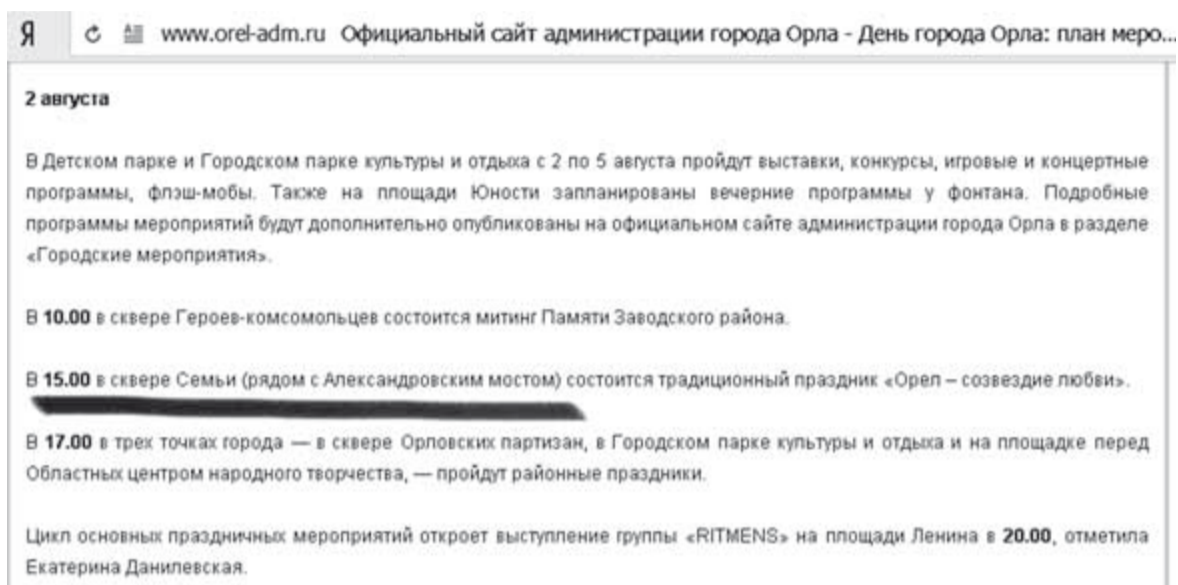 Я www.orel-adm.ru Официальный сайт администрации города Орла - День города Орла: план меро...
2 августа
В Детском парке и Городском парке культуры и отдыха с 2 по 5 августа пройдут выставки, конкурсы, игровые и концертные
программы, флэш-мобы. Также на площади Юности запланированы вечерние программы у фонтана. Подробные
программы мероприятий будут дополнительно опубликованы на официальном сайте администрации города Орла в разделе
«Городские мероприятия».
В 10.00 в сквере Героев-комсомольцев состоится митинг Памяти Заводского района.
В 15.00 в сквере Семьи (рядом с Александровским мостом) состоится традиционный праздник «Орел – созвездие любви».
В 17.00 в трех точках города — в сквере Орловских партизан, в Городском парке культуры и отдыха и на площадке перед
Областных центром народного творчества, — пройдут районные праздники.
Цикл основных праздничных мероприятий откроет выступление группы «RITMENS» на площади Ленина в 20.00, отметила
Екатерина Данилевская.